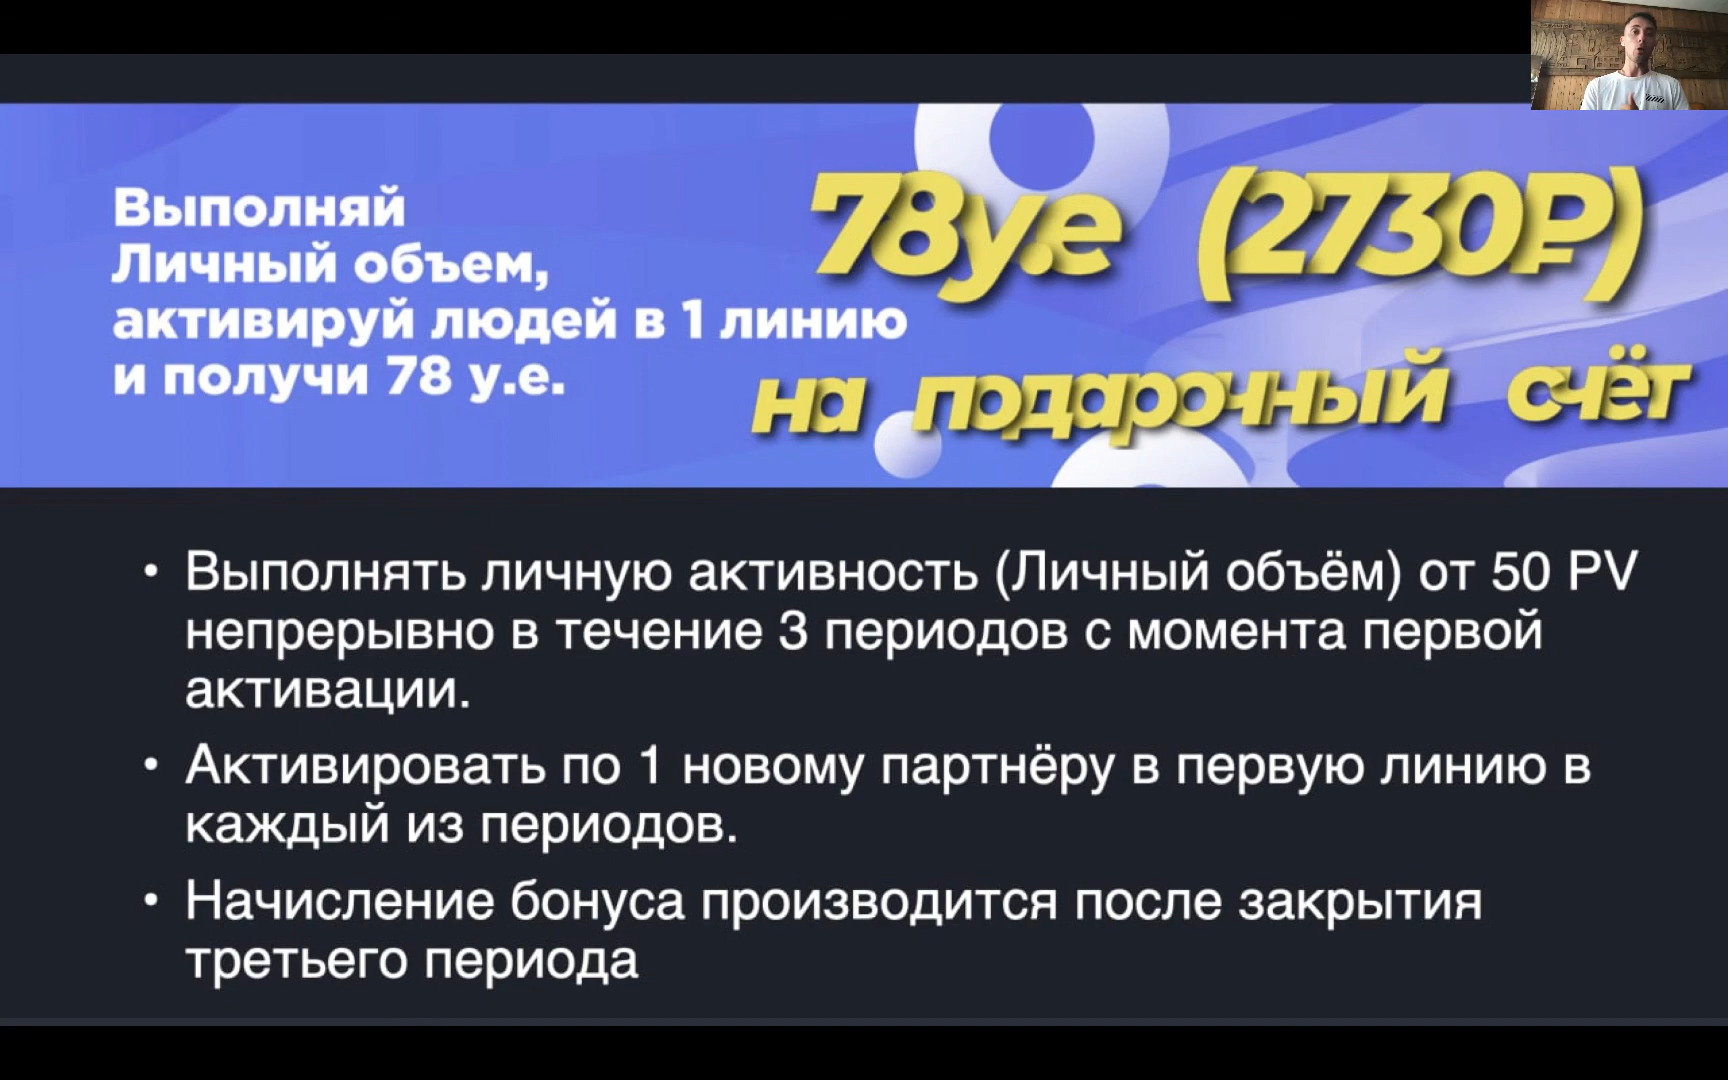 Выполняй
Личный объем,
активируй людей в 1 линию
и получи 78 у.е.
78у.е (2730₽)
на подарочный счёт
• Выполнять личную активность (Личный объём) от 50 PV
непрерывно в течение 3 периодов с момента первой
активации.
• Активировать по 1 новому партнёру в первую линию в
каждый из периодов.
• Начисление бонуса производится после закрытия
третьего периода